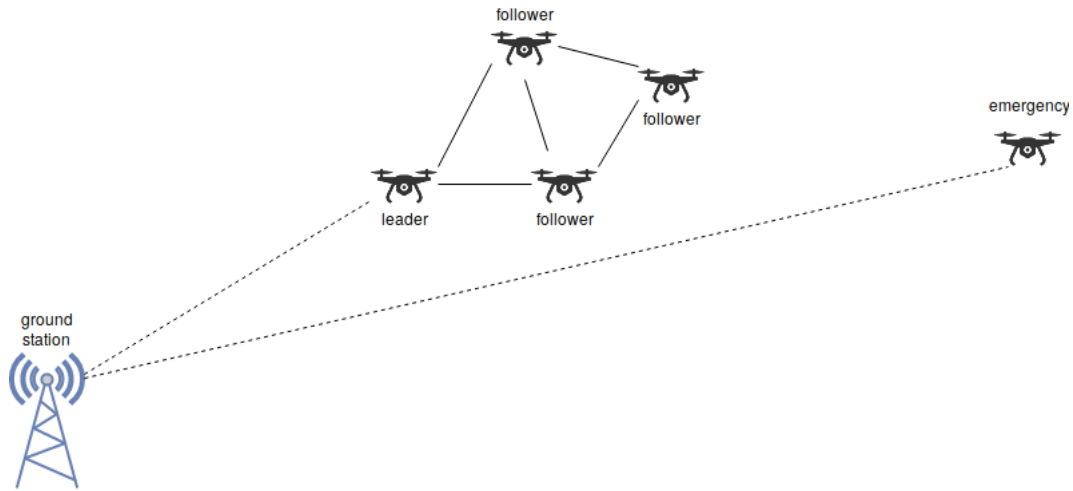 follower
follower
emergency
leader
follower
ground
station